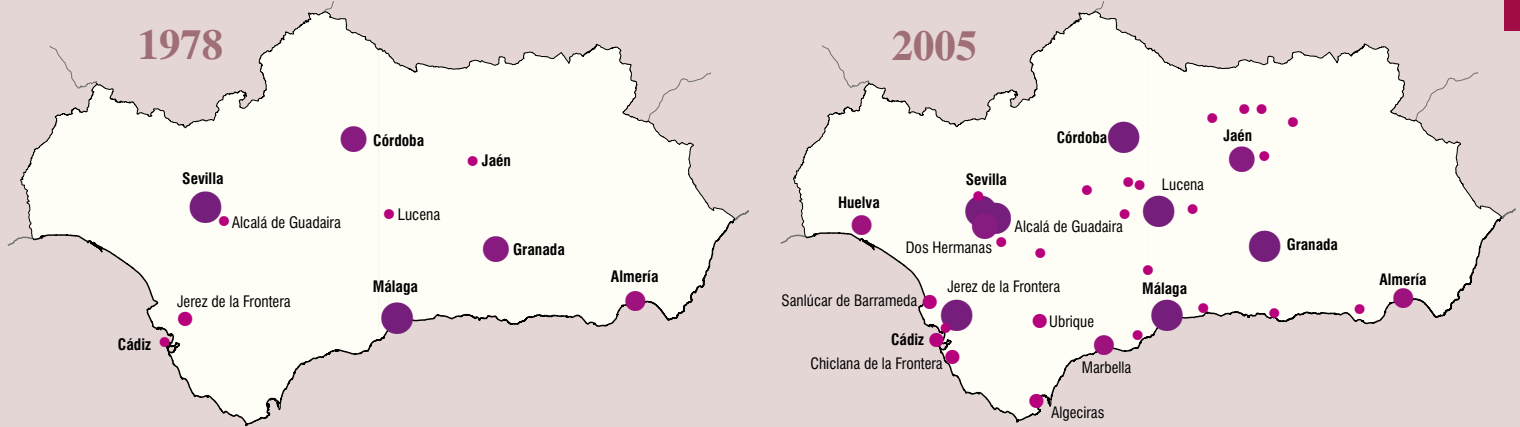 1978
Córdoba
Jaén
Sevilla
Lucena
Alcalá de Guadaira
Granada
Almería
Málaga
Jerez de la Frontera
Cádiz
2005
Córdoba
Jaén
Sevilla
Lucena
Huelva
Alcalá de Guadaira
Dos Hermanas
Granada
Almería
Jerez de la Frontera
Málaga
Sanlúcar de Barrameda
Ubrique
Cádiz
Chiclana de la Frontera
Marbella
Algeciras